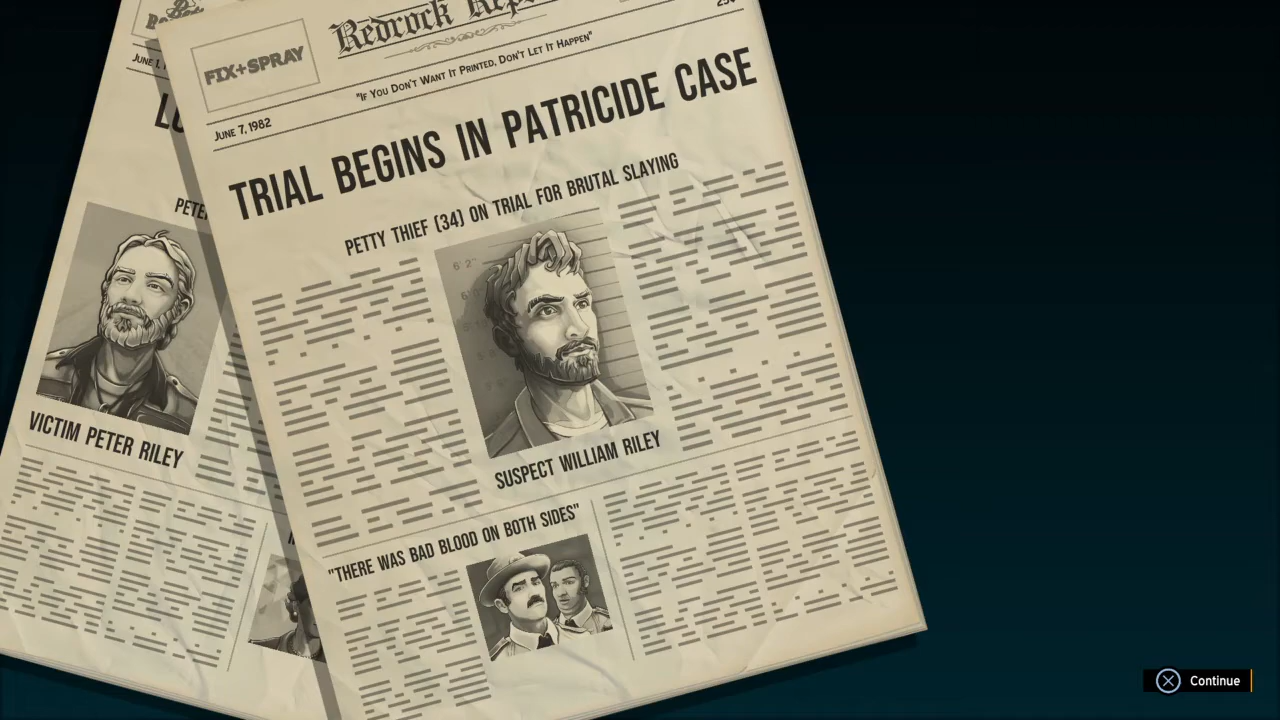 FIX+SPRAY
Redrock
"If You Don't Want It Printed, Don't Let It Happen"
June 7, 1982
TRIAL BEGINS IN PATRICIDE CASE
PETTY THIEF (34) ON TRIAL FOR BRUTAL SLAYING
6'2"
SUSPECT WILLIAM RILEY
"THERE WAS BAD BLOOD ON BOTH SIDES"
June 1,
VICTIM PETER RILEY
Continue